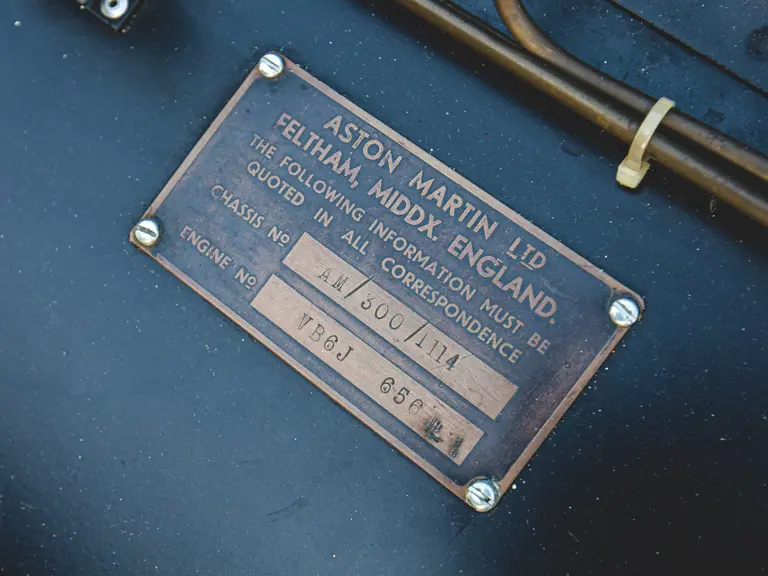 ASTON MARTIN LTD
FELTHAM, MIDDX. ENGLAND.
THE FOLLOWING INFORMATION MUST BE
QUOTED IN ALL CORRESPONDENCE
CHASSIS Nº AM/300/1114
ENGINE Nº VB6J 656